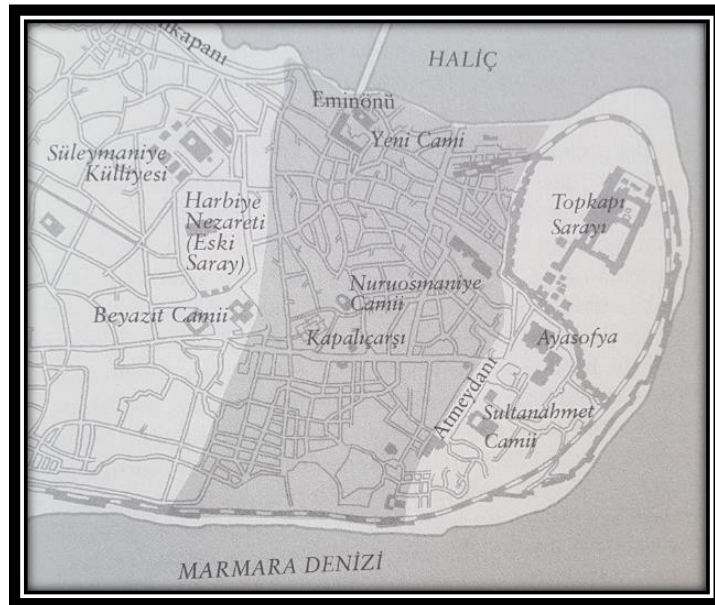 HALİÇ
ukapanı
Eminönü
Yeni Cami
Süleymaniye
Külliyesi
Harbiye
Nezareti
(Eski
Saray)
Topkapı
Sarayı
Nuruosmaniye
Camii
Beyazıt Camii
Kapalıçarşı
Ayasofya
Atmeydanı
Sultanahmet
Camii
MARMARA DENİZİ